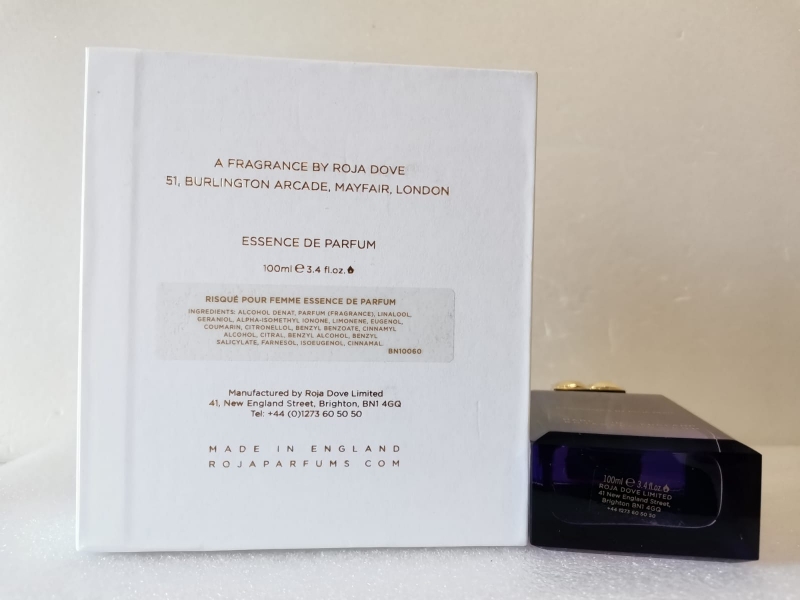 A FRAGRANCE BY ROJA DOVE
51, BURLINGTON ARCADE, MAYFAIR, LONDON
ESSENCE DE PARFUM
100ml ℮ 3.4 fl.oz.
RISQUÉ POUR FEMME ESSENCE DE PARFUM
INGREDIENTS: ALCOHOL DENAT, PARFUM (FRAGRANCE), LINALOOL,
GERANIOL, ALPHA-ISOMETHYL IONONE, LIMONENE, EUGENOL,
COUMARIN, CITRONELLOL, BENZYL BENZOATE, CINNAMYL
ALCOHOL, CITRAL, BENZYL ALCOHOL, BENZYL
SALICYLATE, FARNESOL, ISOEUGENOL, CINNAMAL.
BN10060
Manufactured by Roja Dove Limited
41, New England Street, Brighton, BN1 4GQ
Tel: +44 (0)1273 60 50 50
MADE IN ENGLAND
ROJAPARFUMS COM
100ml ℮ 3.4 fl.oz.
ROJA DOVE LIMITED
41 New England Street,
Brighton BN1 4GQ
+44 1273 60 50 50